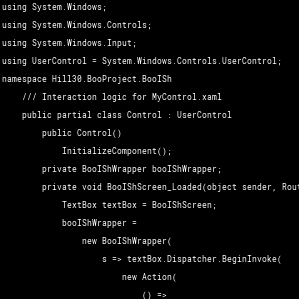 using System.Windows;
using System.Windows.Controls;
using System.Windows.Input;
using UserControl = System.Windows.Controls.UserControl;
namespace Hill30.BooProject.BooISh
/// Interaction logic for MyControl.xaml
public partial class Control : UserControl
public Control()
InitializeComponent();
private BooIShWrapper booIShWrapper;
private void BooIShScreen_Loaded(object sender, Rout
TextBox textBox = BooIShScreen;
booIShWrapper =
new BooIShWrapper(
s => textBox.Dispatcher.BeginInvoke(
new Action(
() =>